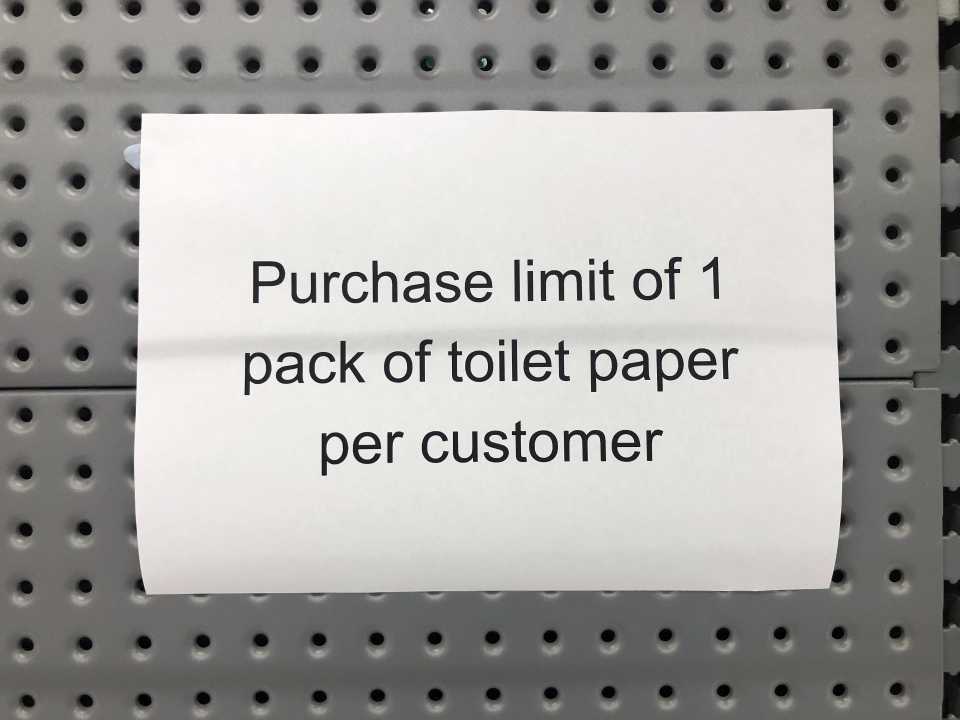 Purchase limit of 1
pack of toilet paper
per customer